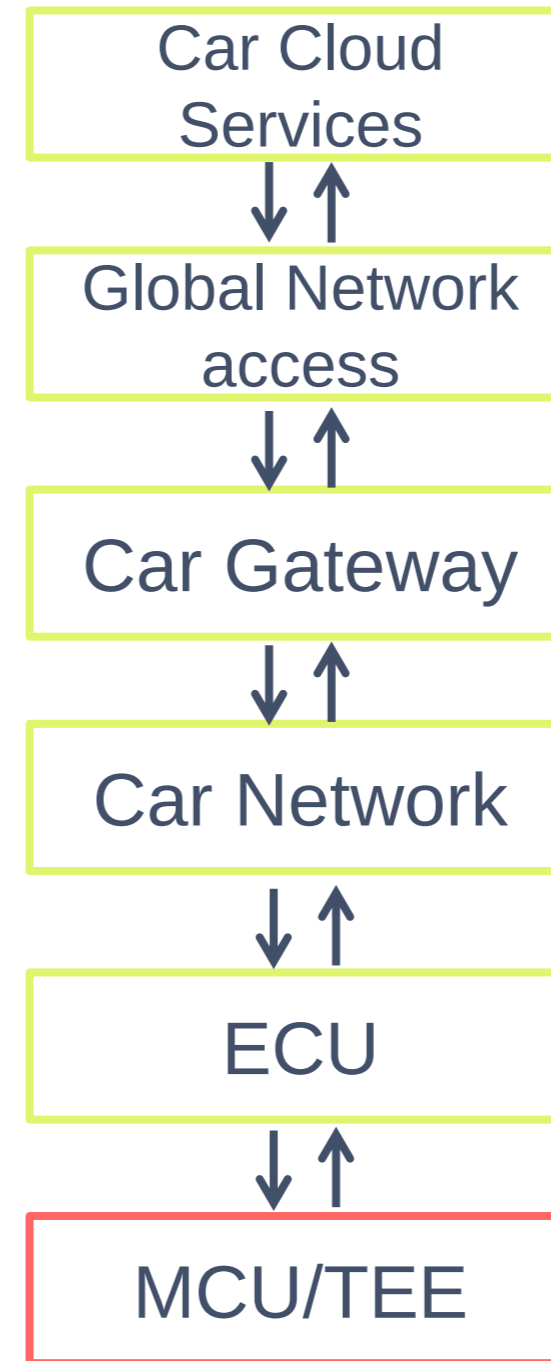 Car Cloud
Services
Global Network
access
Car Gateway
Car Network
ECU
MCU/TEE